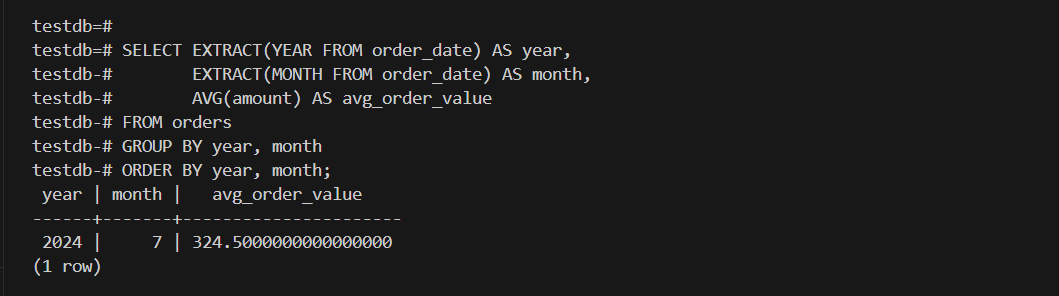 testdb=#
testdb=# SELECT EXTRACT(YEAR FROM order_date) AS year,
testdb-#        EXTRACT(MONTH FROM order_date) AS month,
testdb-#        AVG(amount) AS avg_order_value
testdb-# FROM orders
testdb-# GROUP BY year, month
testdb-# ORDER BY year, month;
 year | month |   avg_order_value
------+-------+----------------------
 2024 |     7 | 324.5000000000000000
(1 row)